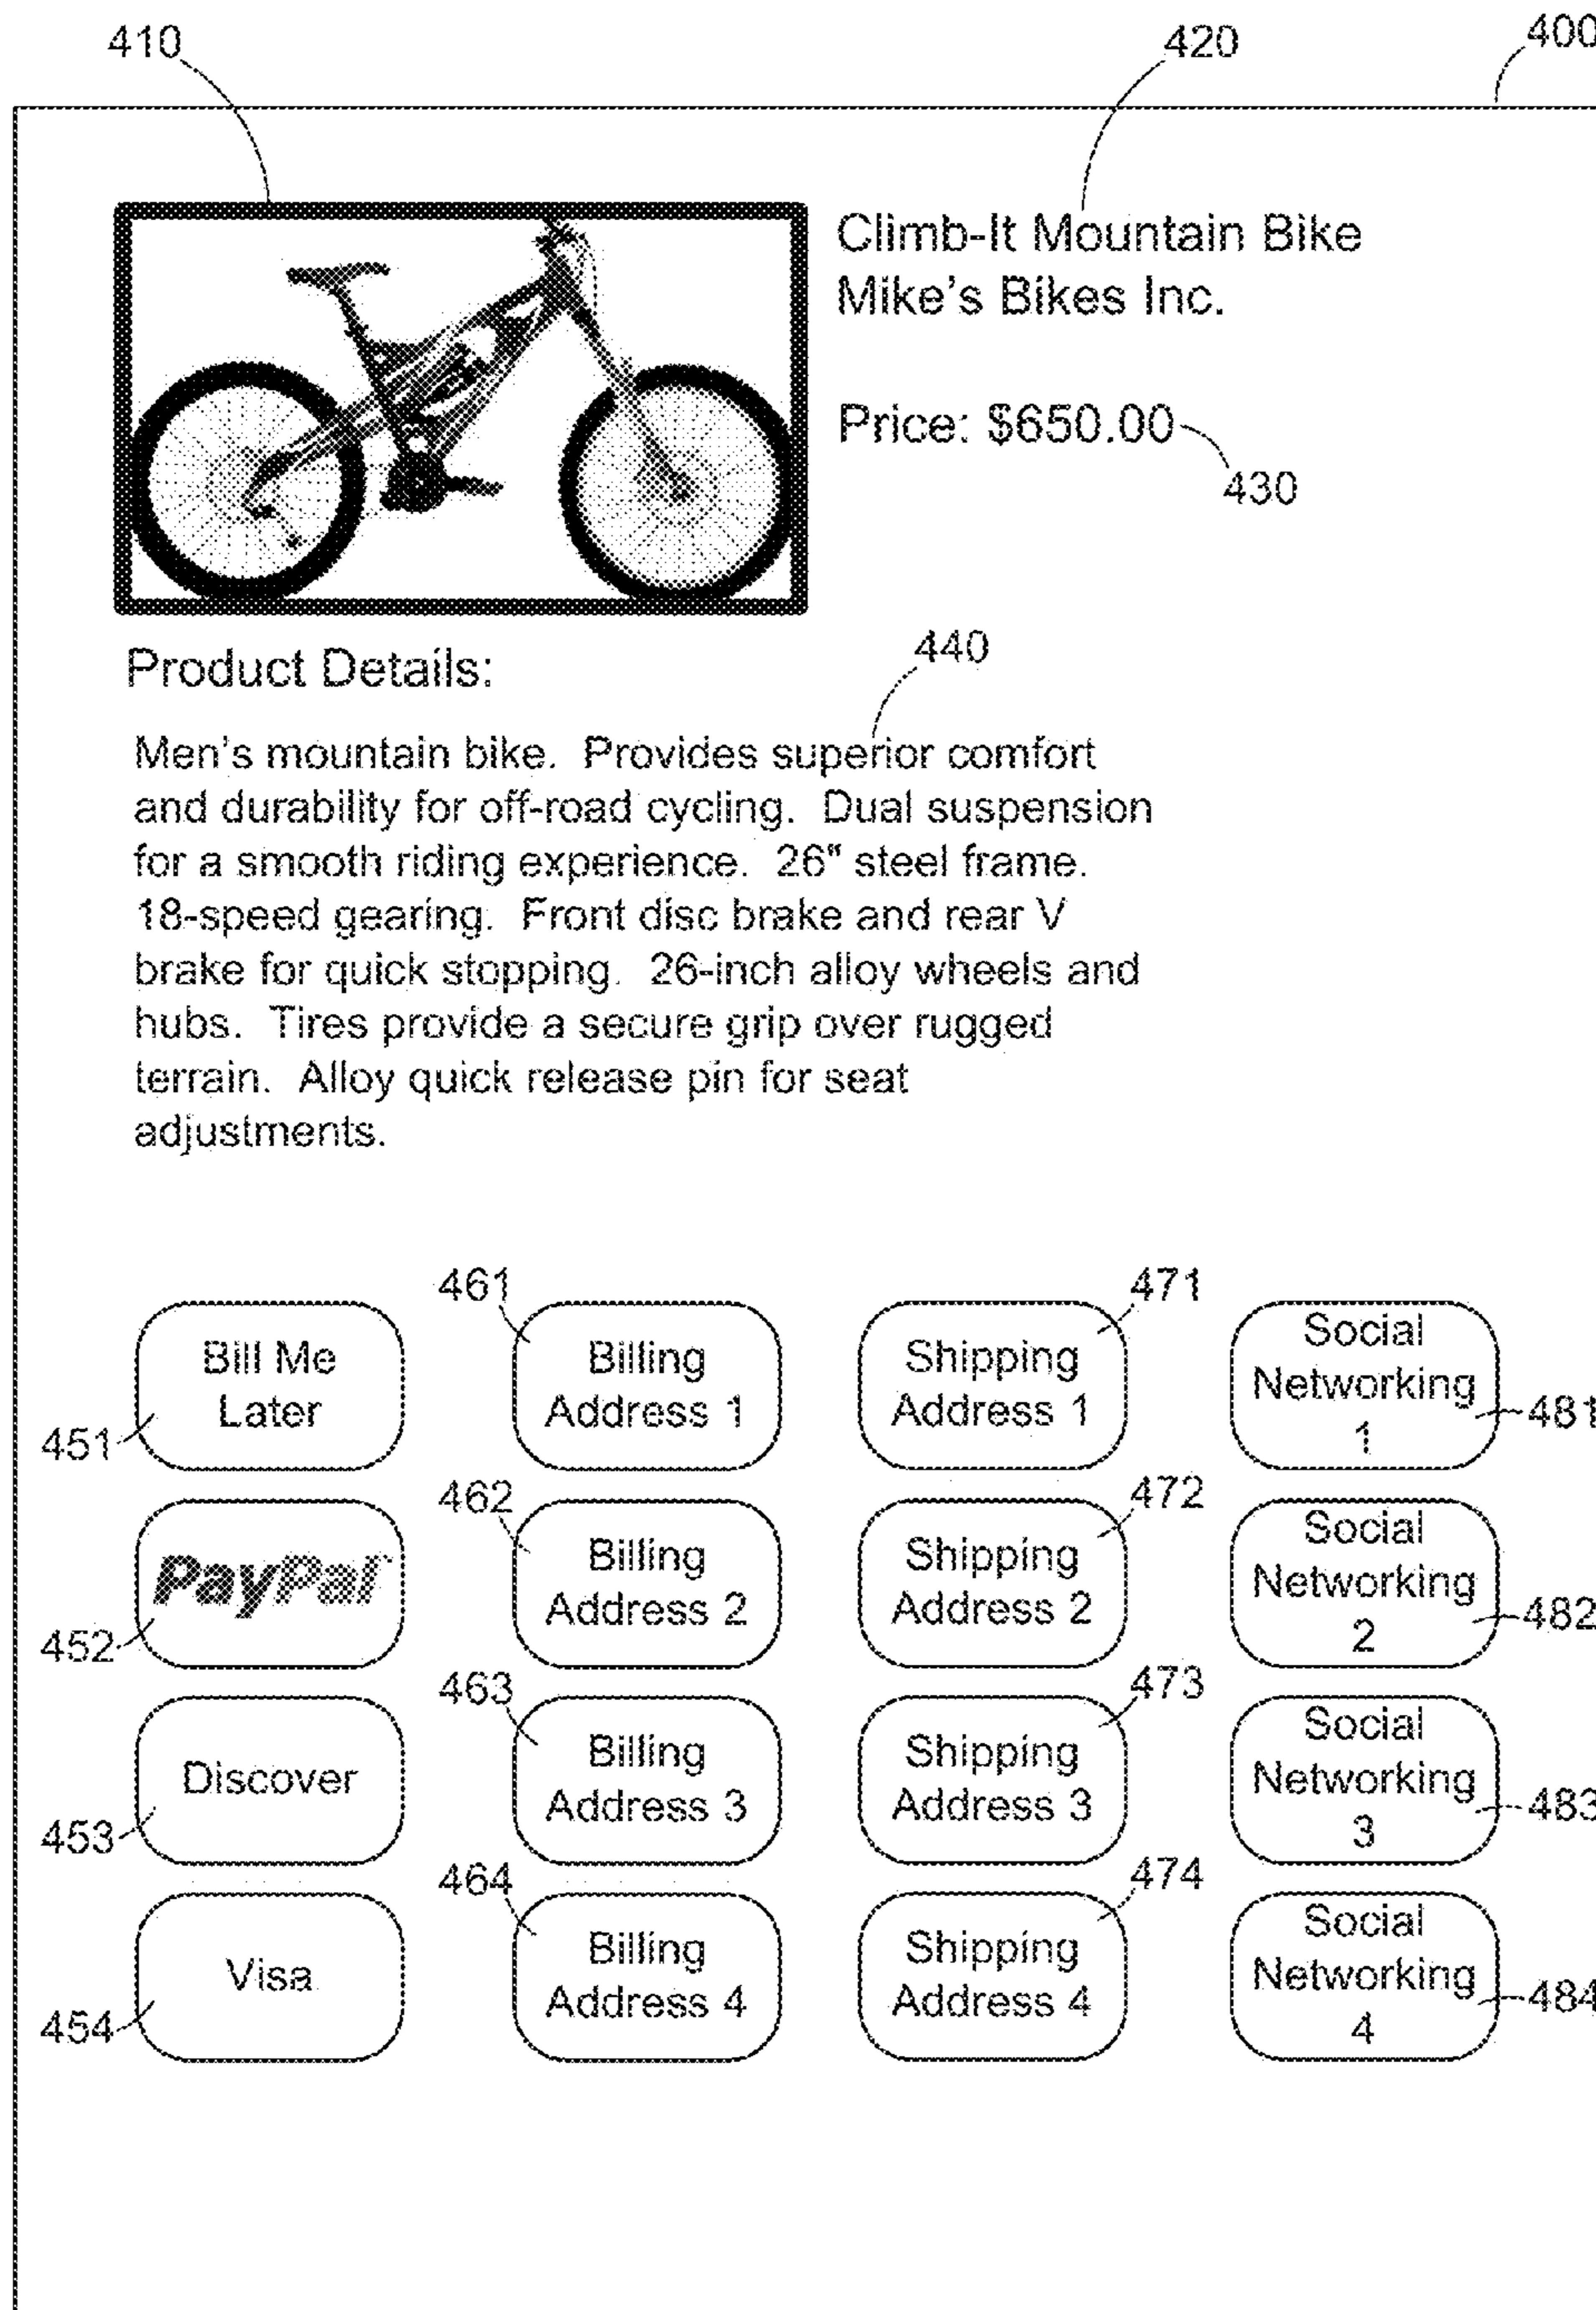 410
420
400
Climb-It Mountain Bike
Mike's Bikes Inc.
Price: $650.00
430
Product Details:
440
Men's mountain bike. Provides superior comfort
and durability for off-road cycling. Dual suspension
for a smooth riding experience. 26" steel frame.
18-speed gearing. Front disc brake and rear V
brake for quick stopping. 26-inch alloy wheels and
hubs. Tires provide a secure grip over rugged
terrain. Alloy quick release pin for seat
adjustments.
451
Bill Me
Later
461
Billing
Address 1
471
Shipping
Address 1
Social
Networking
1
481
452
PayPal
462
Billing
Address 2
472
Shipping
Address 2
Social
Networking
2
482
453
Discover
463
Billing
Address 3
473
Shipping
Address 3
Social
Networking
3
483
454
Visa
464
Billing
Address 4
474
Shipping
Address 4
Social
Networking
4
484